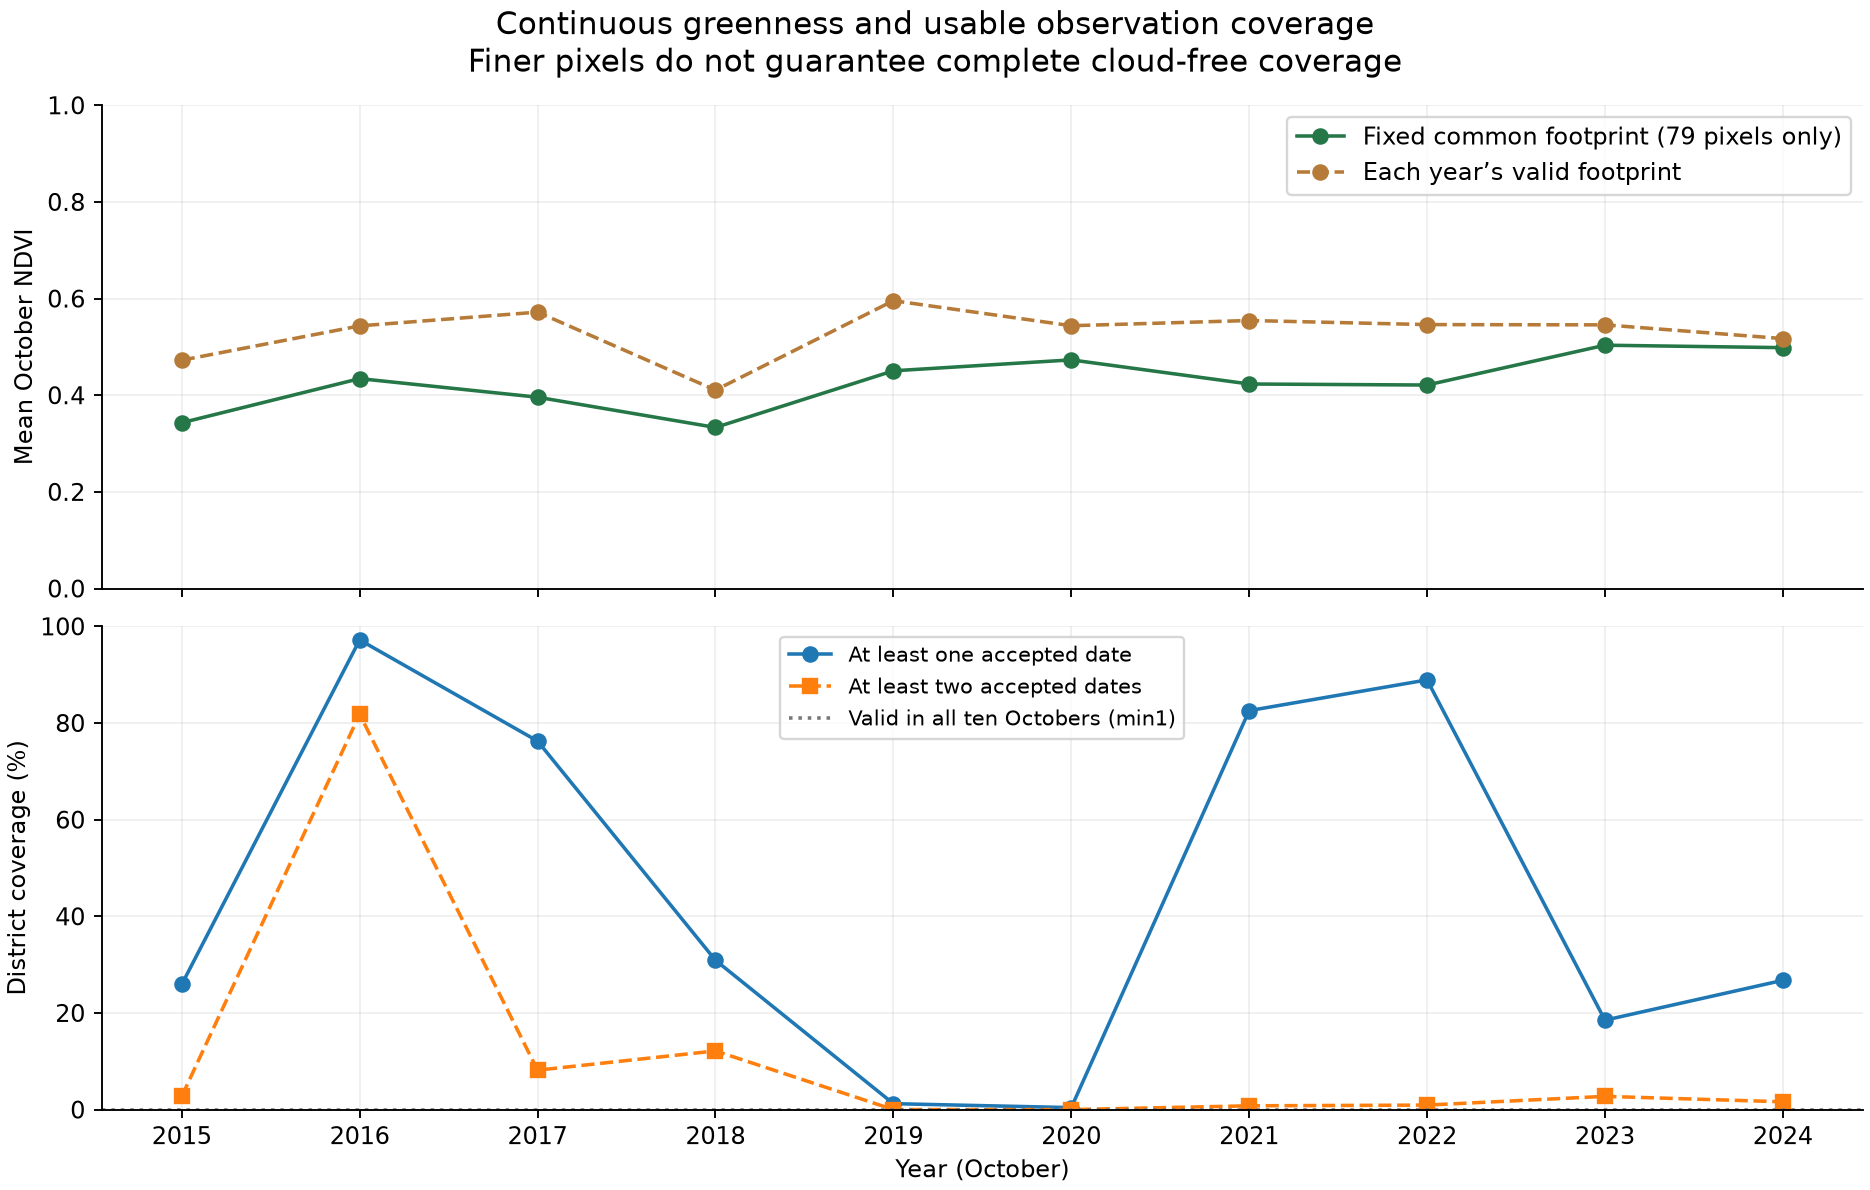 Continuous greenness and usable observation coverage
Finer pixels do not guarantee complete cloud-free coverage
Mean October NDVI
1.0
0.8
0.6
0.4
0.2
0.0
Fixed common footprint (79 pixels only)
Each year’s valid footprint
District coverage (%)
100
80
60
40
20
0
At least one accepted date
At least two accepted dates
Valid in all ten Octobers (min1)
2015 2016 2017 2018 2019 2020 2021 2022 2023 2024
Year (October)